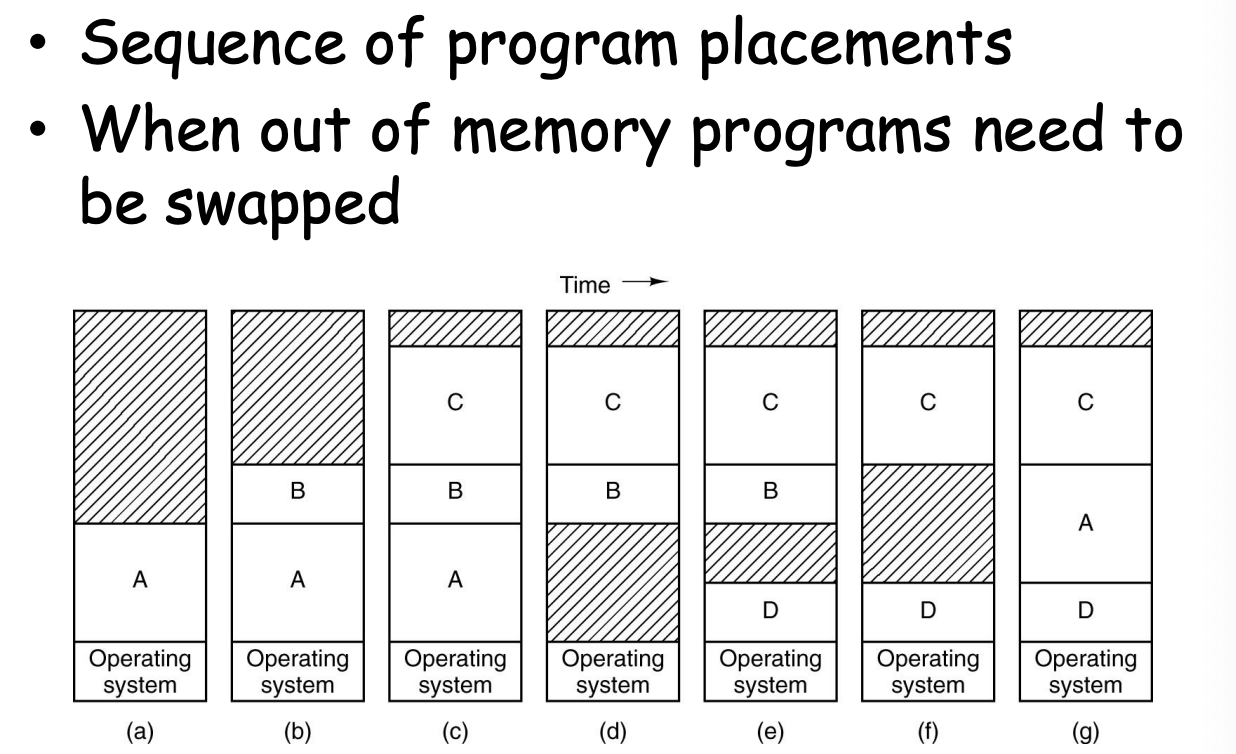 • Sequence of program placements
• When out of memory programs need to
be swapped
Time
C C C C C
B B B B
A A A A
D D D
Operating system Operating system Operating system Operating system Operating system Operating system Operating system
(a) (b) (c) (d) (e) (f) (g)